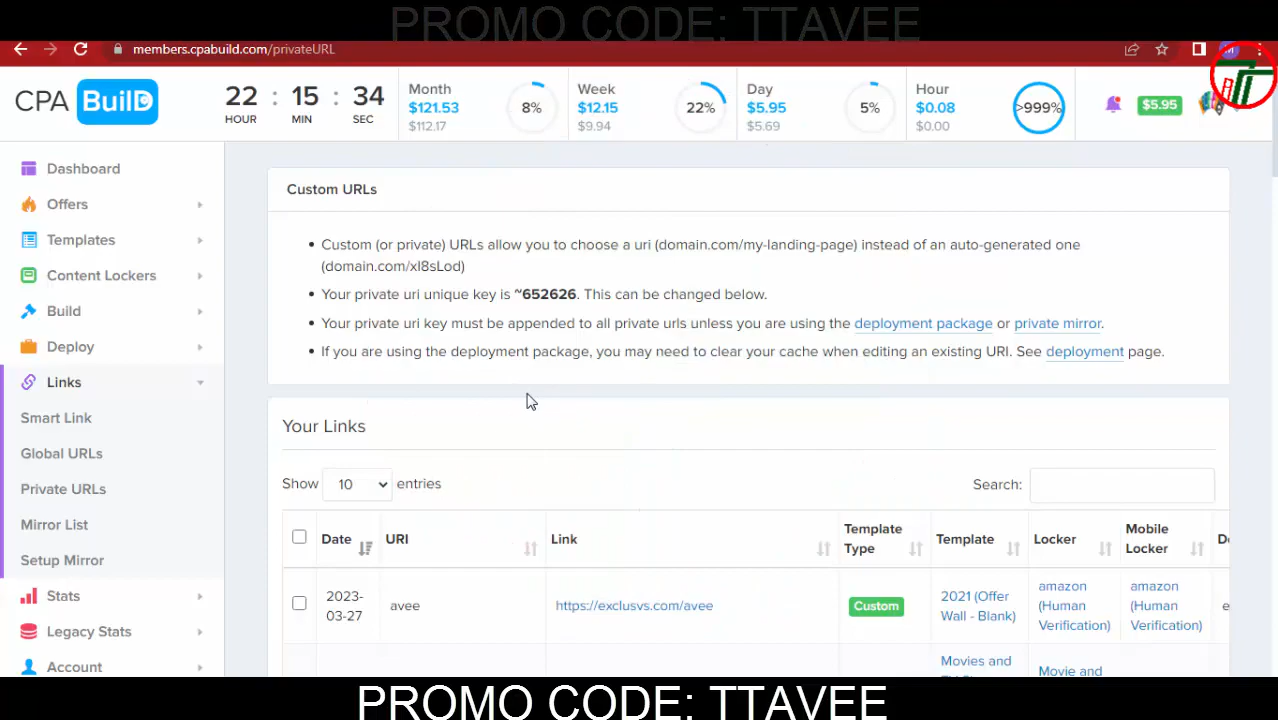 PROMO CODE: TTAVEE
members.cpabuild.com/privateURL
CPA BuilD
22 : 15 : 34
HOUR MIN SEC
Month
$121.53
$112.17
8%
Week
$12.15
$9.94
22%
Day
$5.95
$5.69
5%
Hour
$0.08
$0.00
>999%
$5.95
Dashboard
Offers
Templates
Content Lockers
Build
Deploy
Links
Smart Link
Global URLs
Private URLs
Mirror List
Setup Mirror
Stats
Legacy Stats
Account
Custom URLs
Custom (or private) URLs allow you to choose a uri (domain.com/my-landing-page) instead of an auto-generated one
(domain.com/xl8sLod)
Your private uri unique key is ~652626. This can be changed below.
Your private uri key must be appended to all private urls unless you are using the deployment package or private mirror.
If you are using the deployment package, you may need to clear your cache when editing an existing URI. See deployment page.
Your Links
Show 10 entries
Search:
Date URI Link Template Type Template Locker Mobile Locker
2023-03-27 avee https://exclusvs.com/avee Custom 2021 (Offer Wall - Blank) amazon (Human Verification) amazon (Human Verification)
Movies and
Movie and
PROMO CODE: TTAVEE